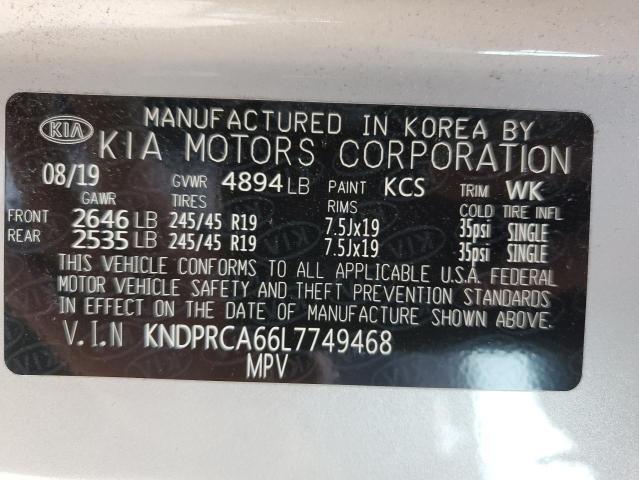 MANUFACTURED IN KOREA BY
KIA KIA MOTORS CORPORATION
08/19 GVWR 4894 LB PAINT KCS TRIM WK
GAWR TIRES RIMS COLD TIRE INFL
FRONT 2646 LB 245/45 R19 7.5Jx19 35psi SINGLE
REAR 2535 LB 245/45 R19 7.5Jx19 35psi SINGLE
THIS VEHICLE CONFORMS TO ALL APPLICABLE U.S.A. FEDERAL
MOTOR VEHICLE SAFETY AND THEFT PREVENTION STANDARDS
IN EFFECT ON THE DATE OF MANUFACTURE SHOWN ABOVE
V.I.N KNDPRCA66L7749468
MPV